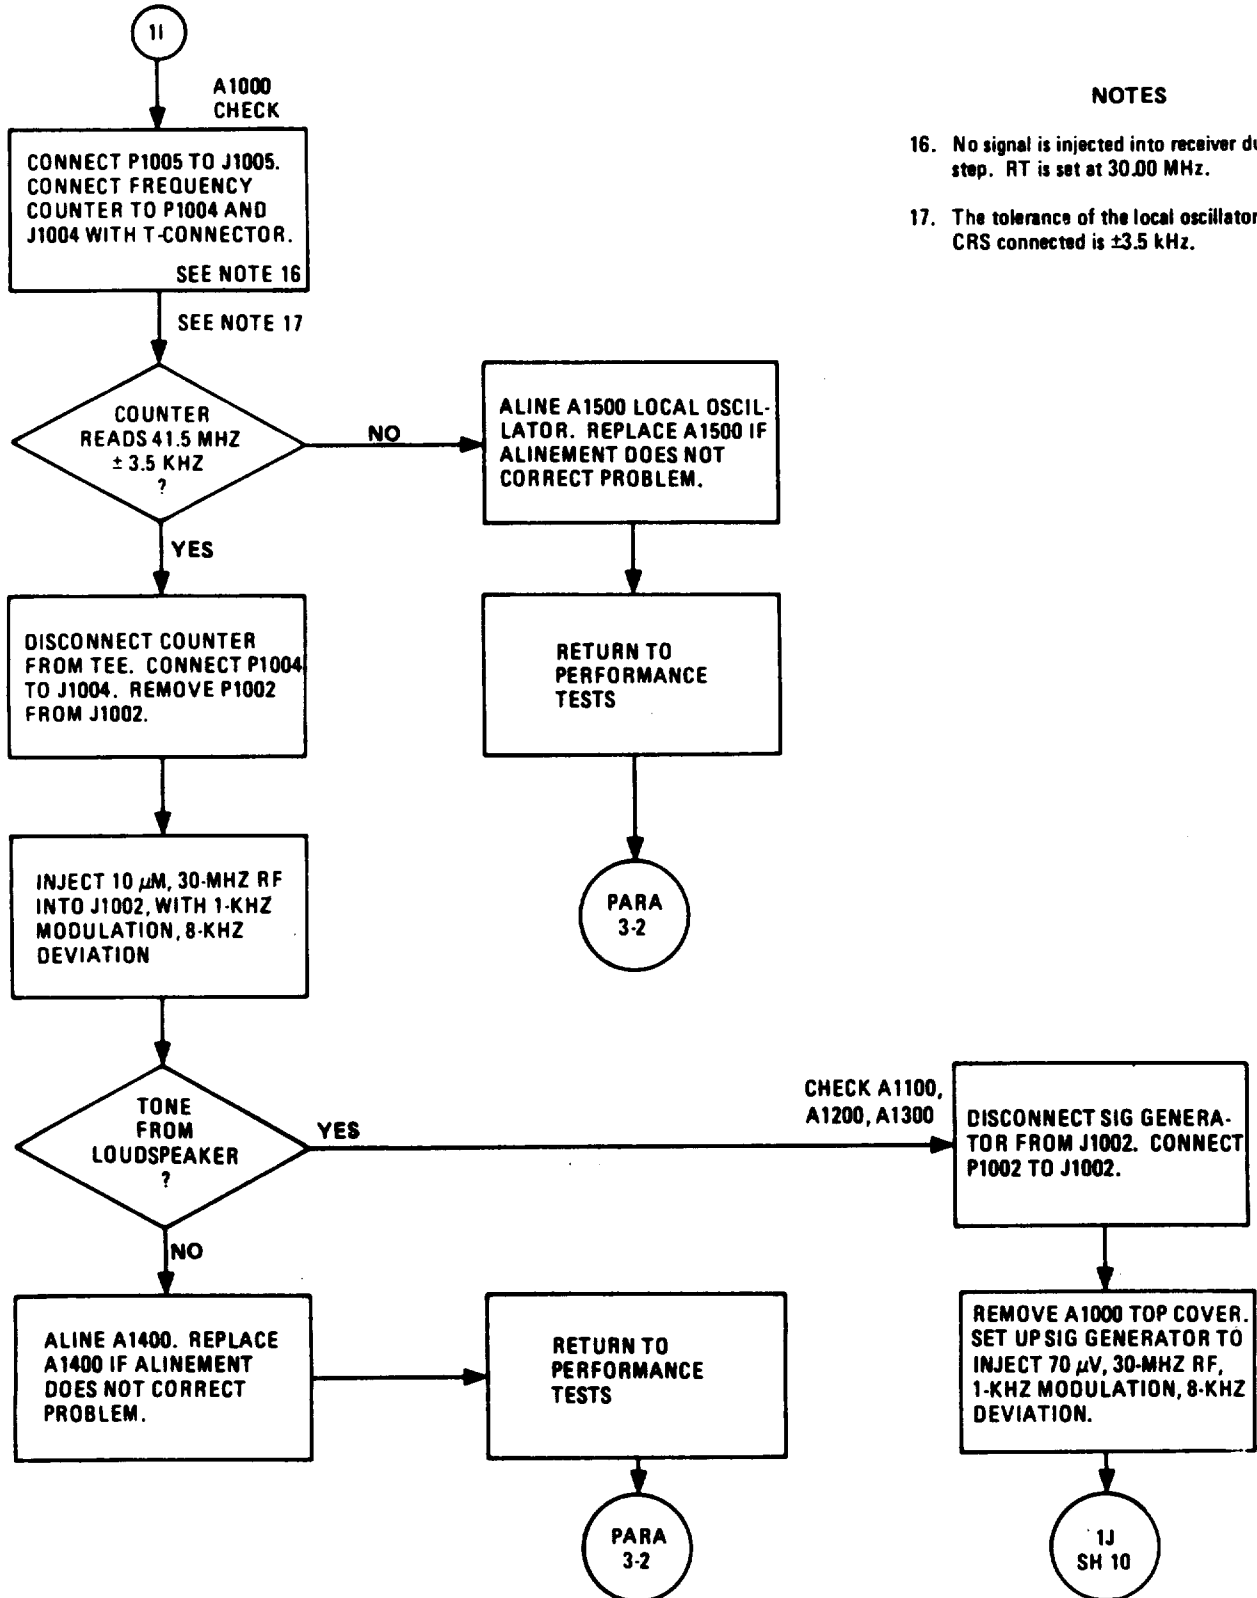 1I
A1000
CHECK
CONNECT P1005 TO J1005.
CONNECT FREQUENCY
COUNTER TO P1004 AND
J1004 WITH T-CONNECTOR.
SEE NOTE 16
SEE NOTE 17
COUNTER
READS 41.5 MHZ
± 3.5 KHZ
?
NO
ALINE A1500 LOCAL OSCIL-
LATOR. REPLACE A1500 IF
ALINEMENT DOES NOT
CORRECT PROBLEM.
YES
DISCONNECT COUNTER
FROM TEE. CONNECT P1004
TO J1004. REMOVE P1002
FROM J1002.
RETURN TO
PERFORMANCE
TESTS
INJECT 10 µM, 30-MHZ RF
INTO J1002, WITH 1-KHZ
MODULATION, 8-KHZ
DEVIATION
PARA
3-2
TONE
FROM
LOUDSPEAKER
?
YES
CHECK A1100,
A1200, A1300
DISCONNECT SIG GENERA-
TOR FROM J1002. CONNECT
P1002 TO J1002.
NO
ALINE A1400. REPLACE
A1400 IF ALINEMENT
DOES NOT CORRECT
PROBLEM.
RETURN TO
PERFORMANCE
TESTS
REMOVE A1000 TOP COVER.
SET UP SIG GENERATOR TO
INJECT 70 µV, 30-MHZ RF,
1-KHZ MODULATION, 8-KHZ
DEVIATION.
PARA
3-2
1J
SH 10
NOTES
16. No signal is injected into receiver
step. RT is set at 30.00 MHz.
17. The tolerance of the local oscillator
CRS connected is ±3.5 kHz.